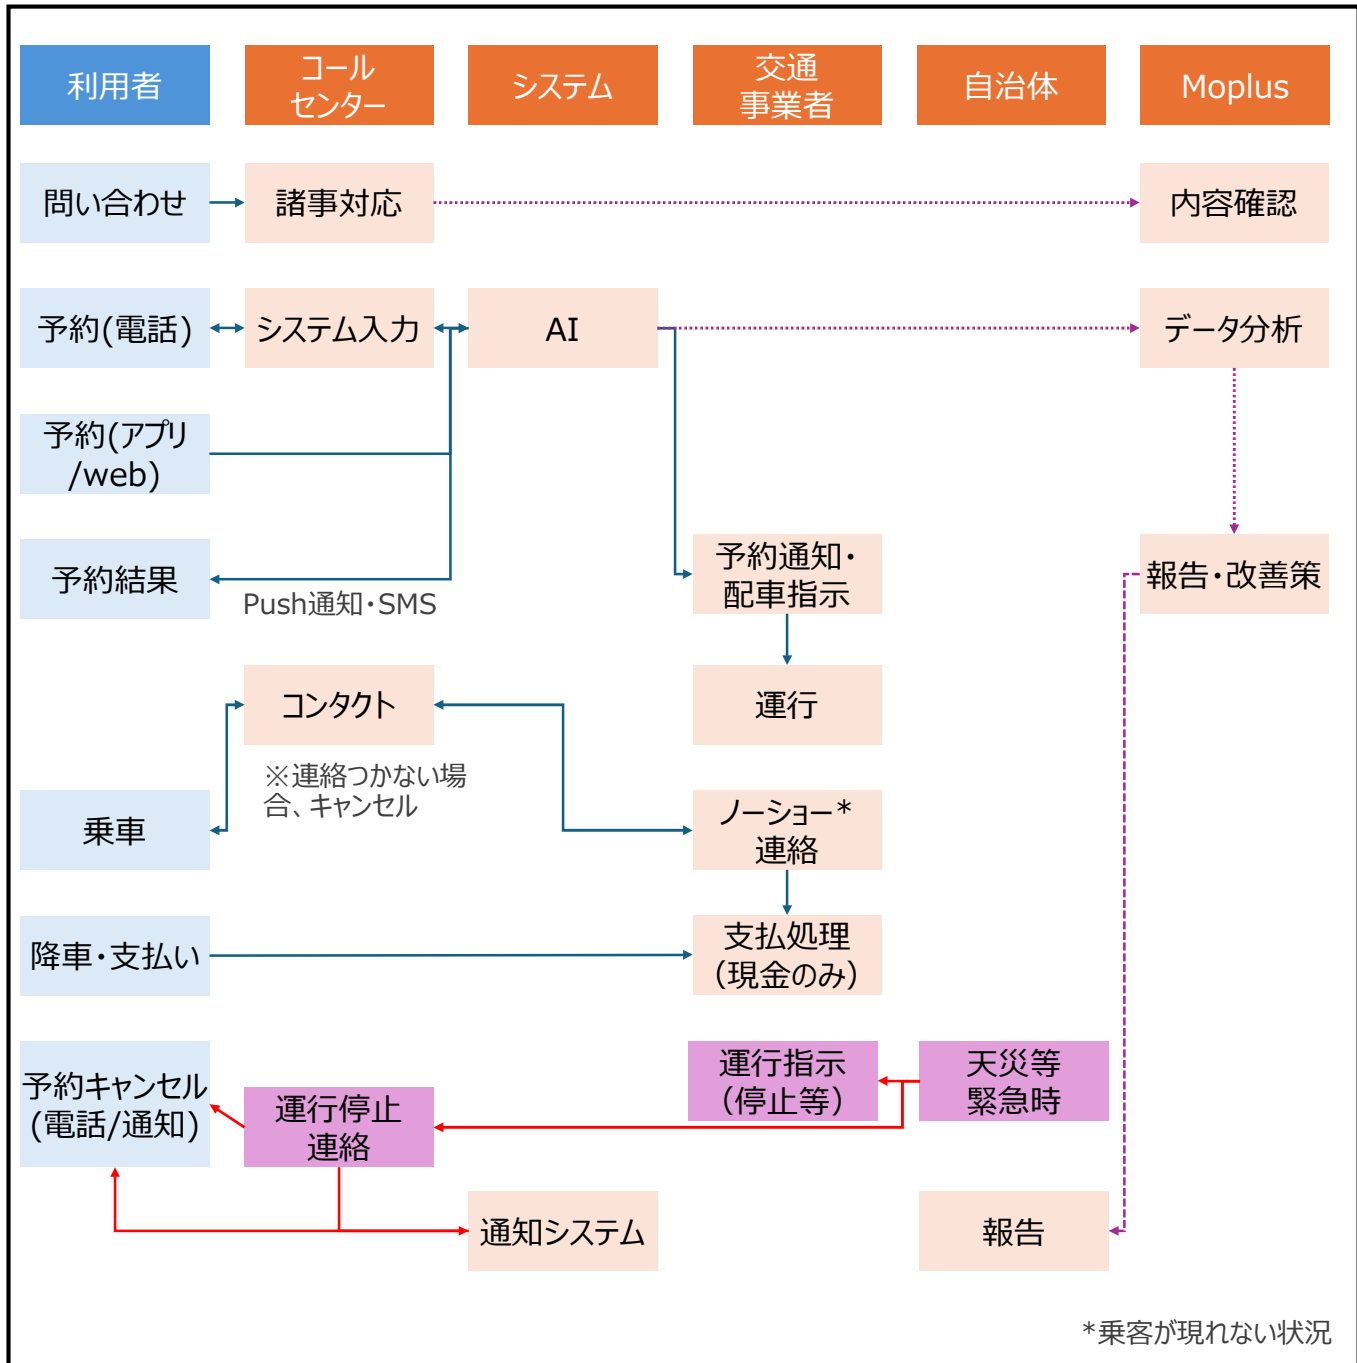 利用者
コール
センター
システム
交通
事業者
自治体
Moplus
問い合わせ
諸事対応
内容確認
予約(電話)
システム入力
AI
データ分析
予約(アプリ
/web)
予約結果
Push通知・SMS
予約通知・
配車指示
報告・改善策
コンタクト
運行
※連絡つかない場
合、キャンセル
乗車
ノーショー*
連絡
降車・支払い
支払処理
（現金のみ）
予約キャンセル
(電話/通知)
運行停止
連絡
運行指示
（停止等）
天災等
緊急時
通知システム
報告
*乗客が現れない状況